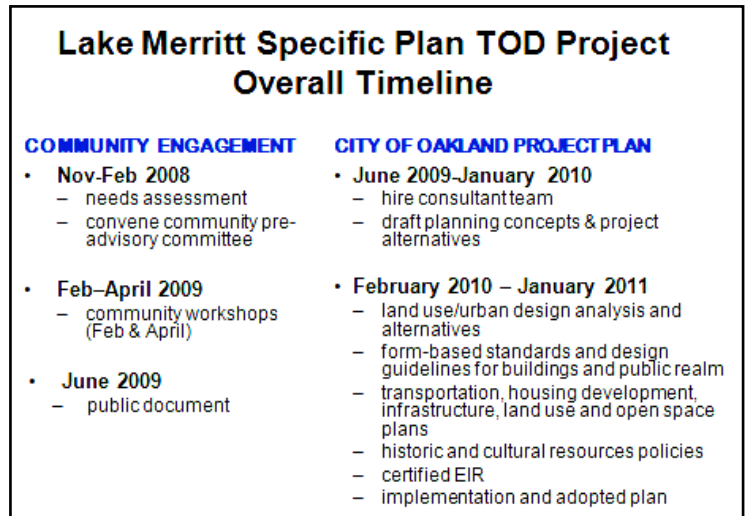 Lake Merritt Specific Plan TOD Project
Overall Timeline
COMMUNITY ENGAGEMENT
• Nov-Feb 2008
– needs assessment
– convene community pre-
advisory committee
• Feb–April 2009
– community workshops
(Feb & April)
• June 2009
– public document
CITY OF OAKLAND PROJECT PLAN
• June 2009-January 2010
– hire consultant team
– draft planning concepts & project
alternatives
• February 2010 – January 2011
– land use/urban design analysis and
alternatives
– form-based standards and design
guidelines for buildings and public realm
– transportation, housing development,
infrastructure, land use and open space
plans
– historic and cultural resources policies
– certified EIR
– implementation and adopted plan